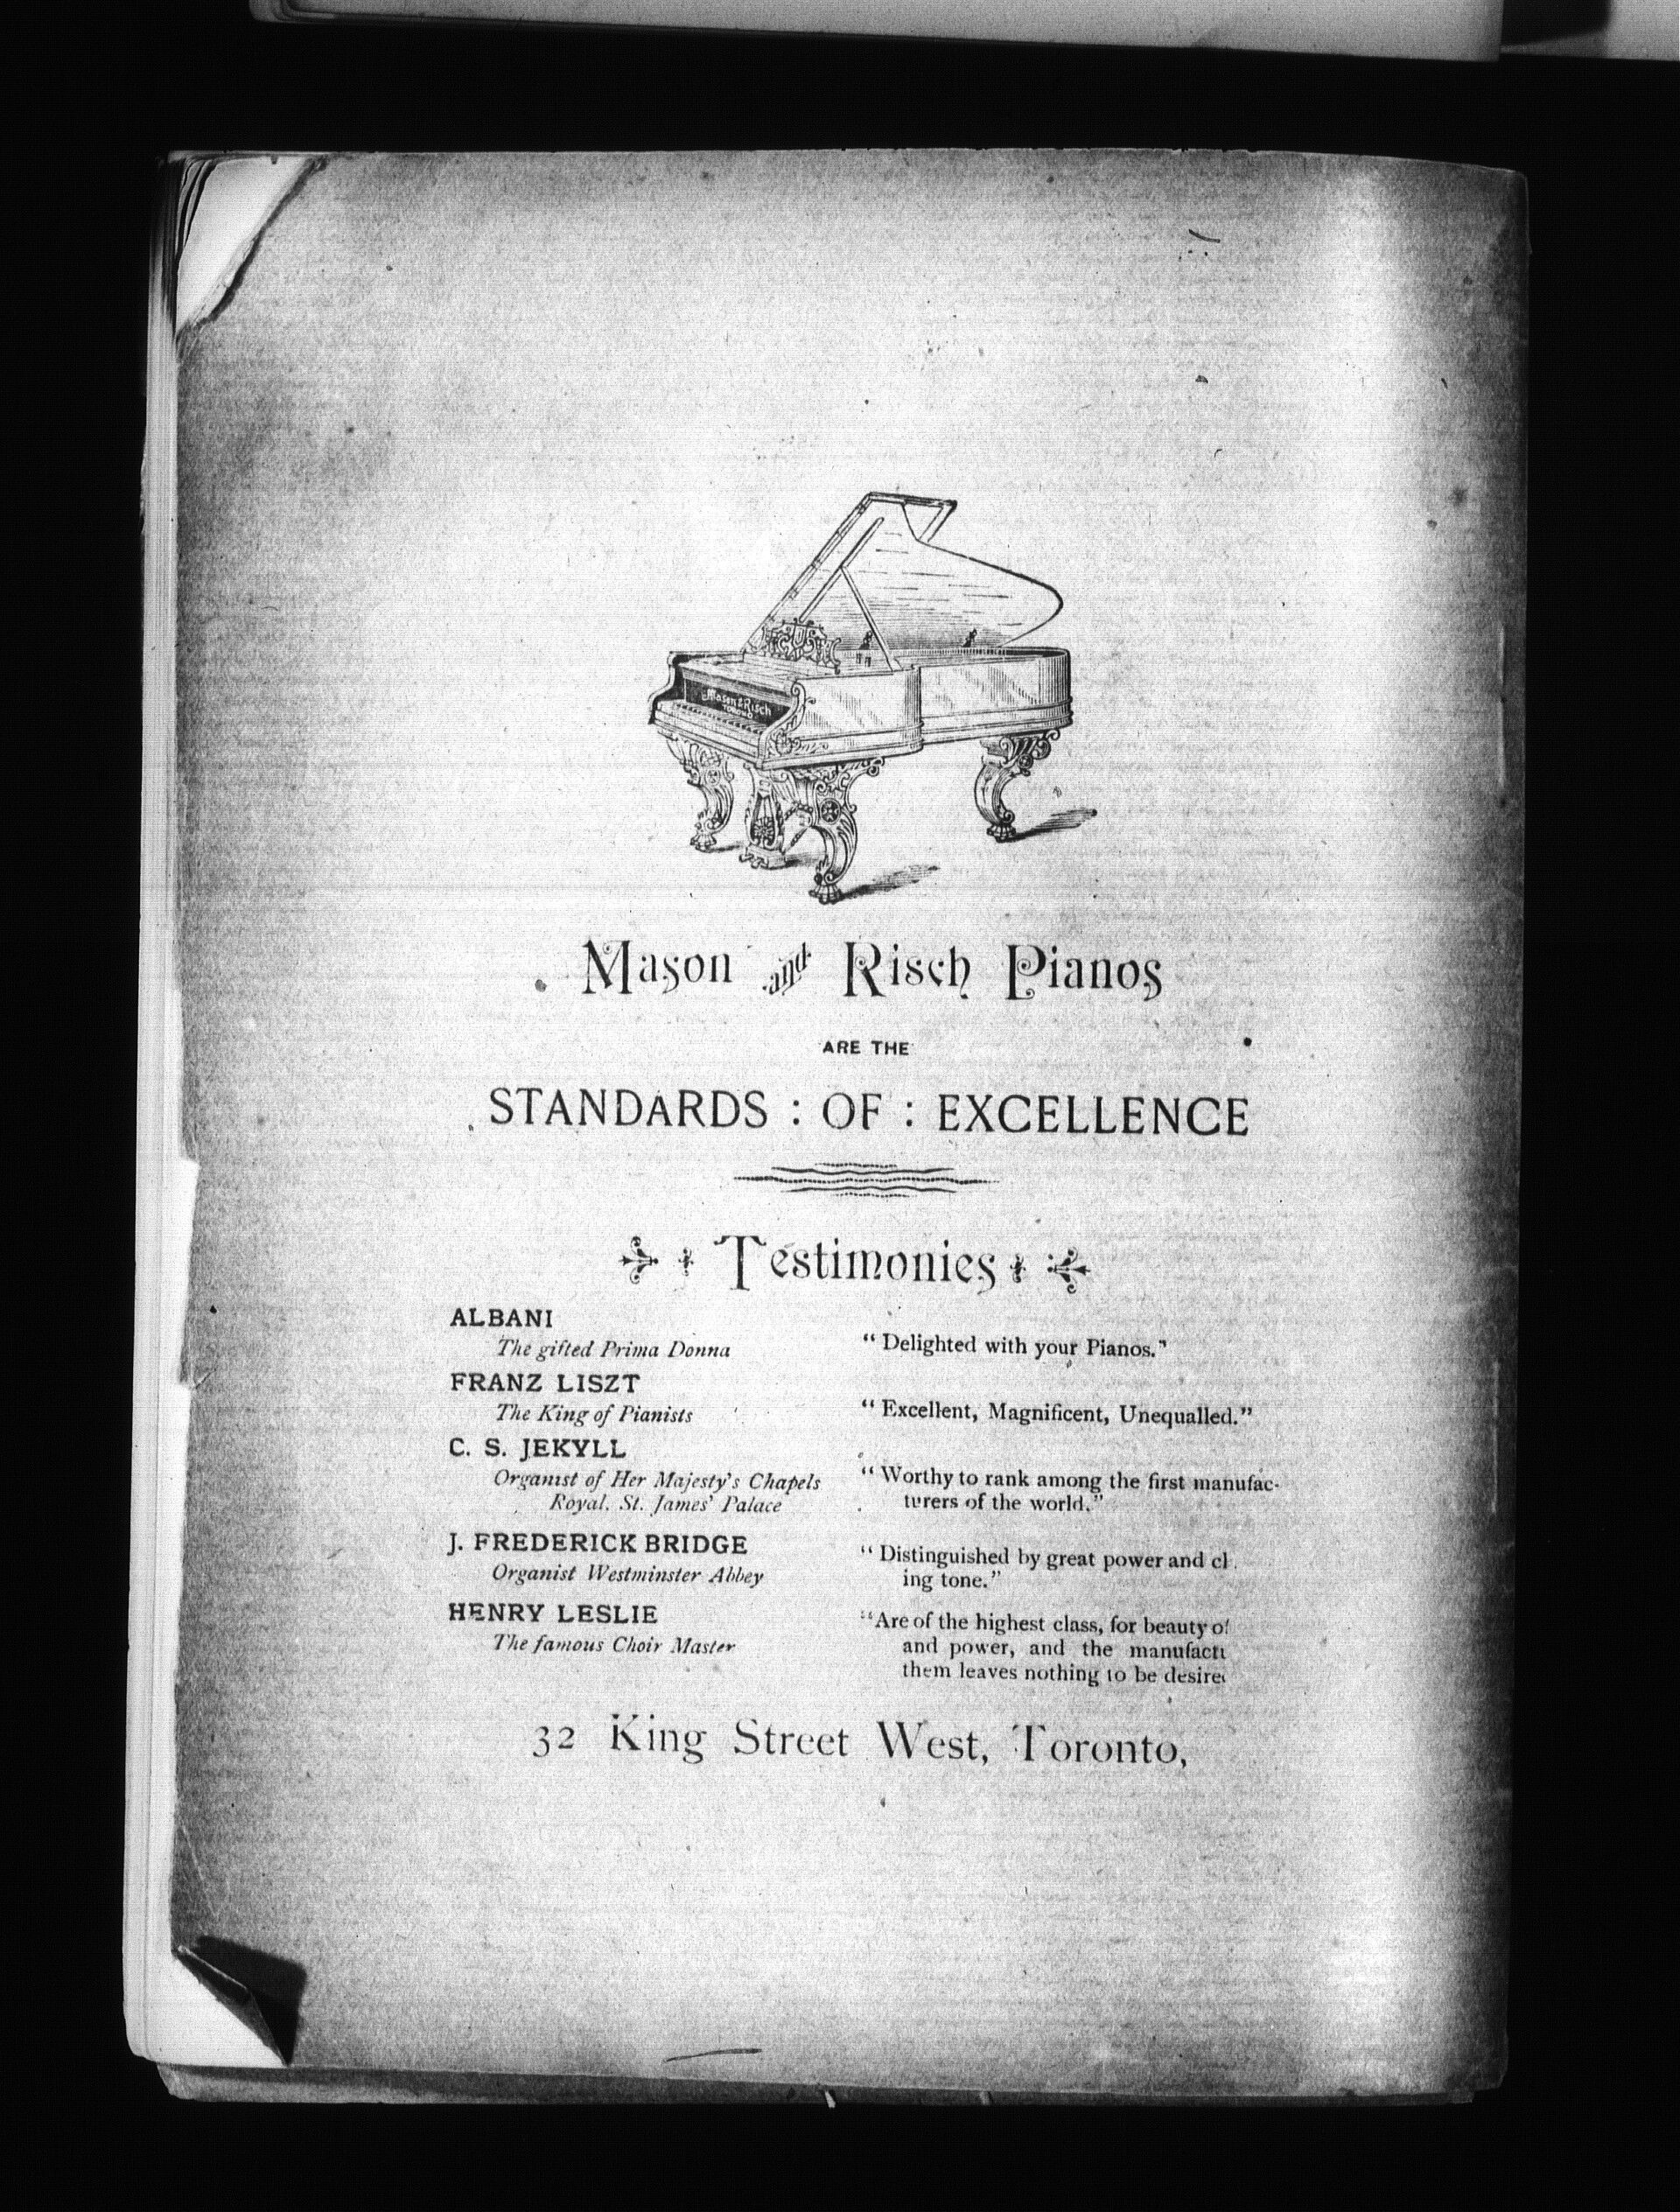 Mason & Risch
Toronto
Mason and Risch Pianos
ARE THE
STANDARDS : OF : EXCELLENCE
Testimonies
ALBANI
The gifted Prima Donna
"Delighted with your Pianos."
FRANZ LISZT
The King of Pianists
"Excellent, Magnificent, Unequalled."
C. S. JEKYLL
Organist of Her Majesty's Chapels
Royal, St. James' Palace
"Worthy to rank among the first manufac-
turers of the world."
J. FREDERICK BRIDGE
Organist Westminster Abbey
"Distinguished by great power and
ing tone."
HENRY LESLIE
The famous Choir Master
"Are of the highest class, for beauty of
and power, and the
them leaves nothing to be
32 King Street West, Toronto,